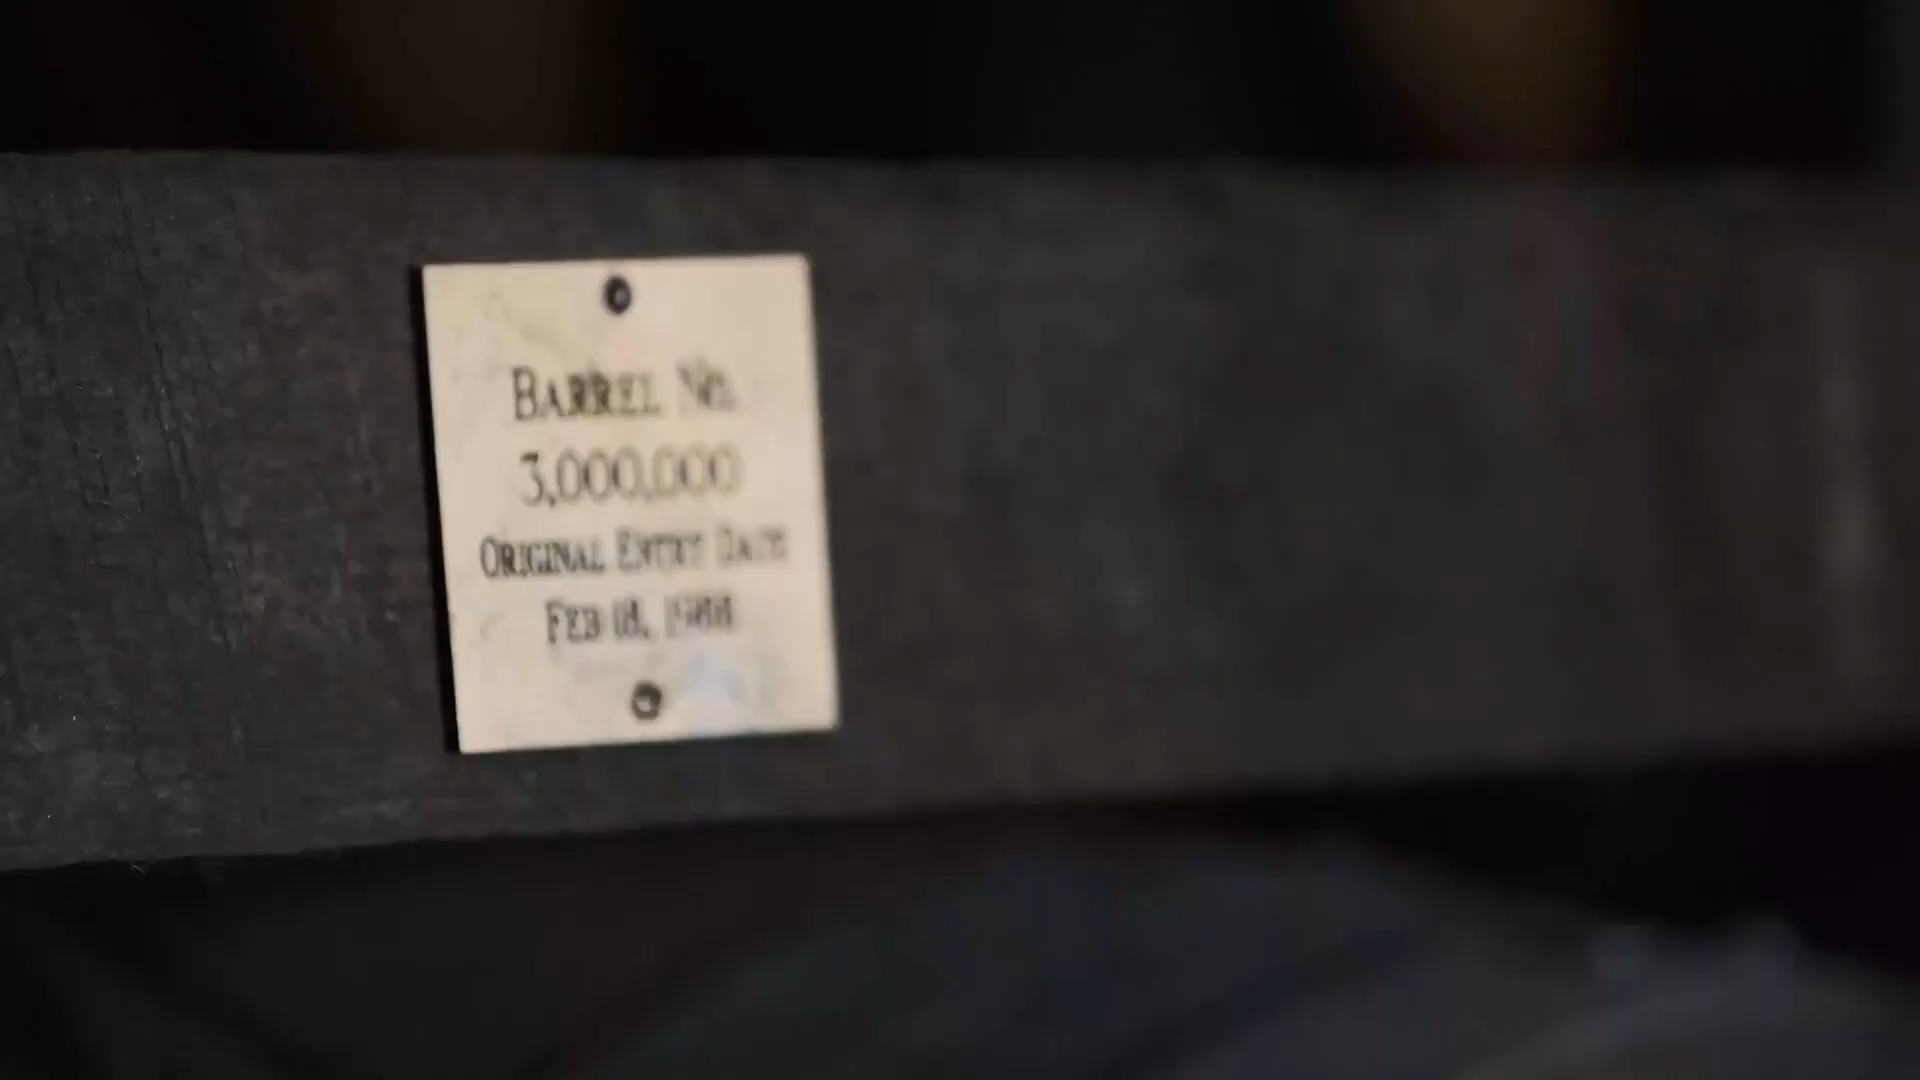 BARREL No.
3,000,000
ORIGINAL ENTRY DATE
FEB 18,